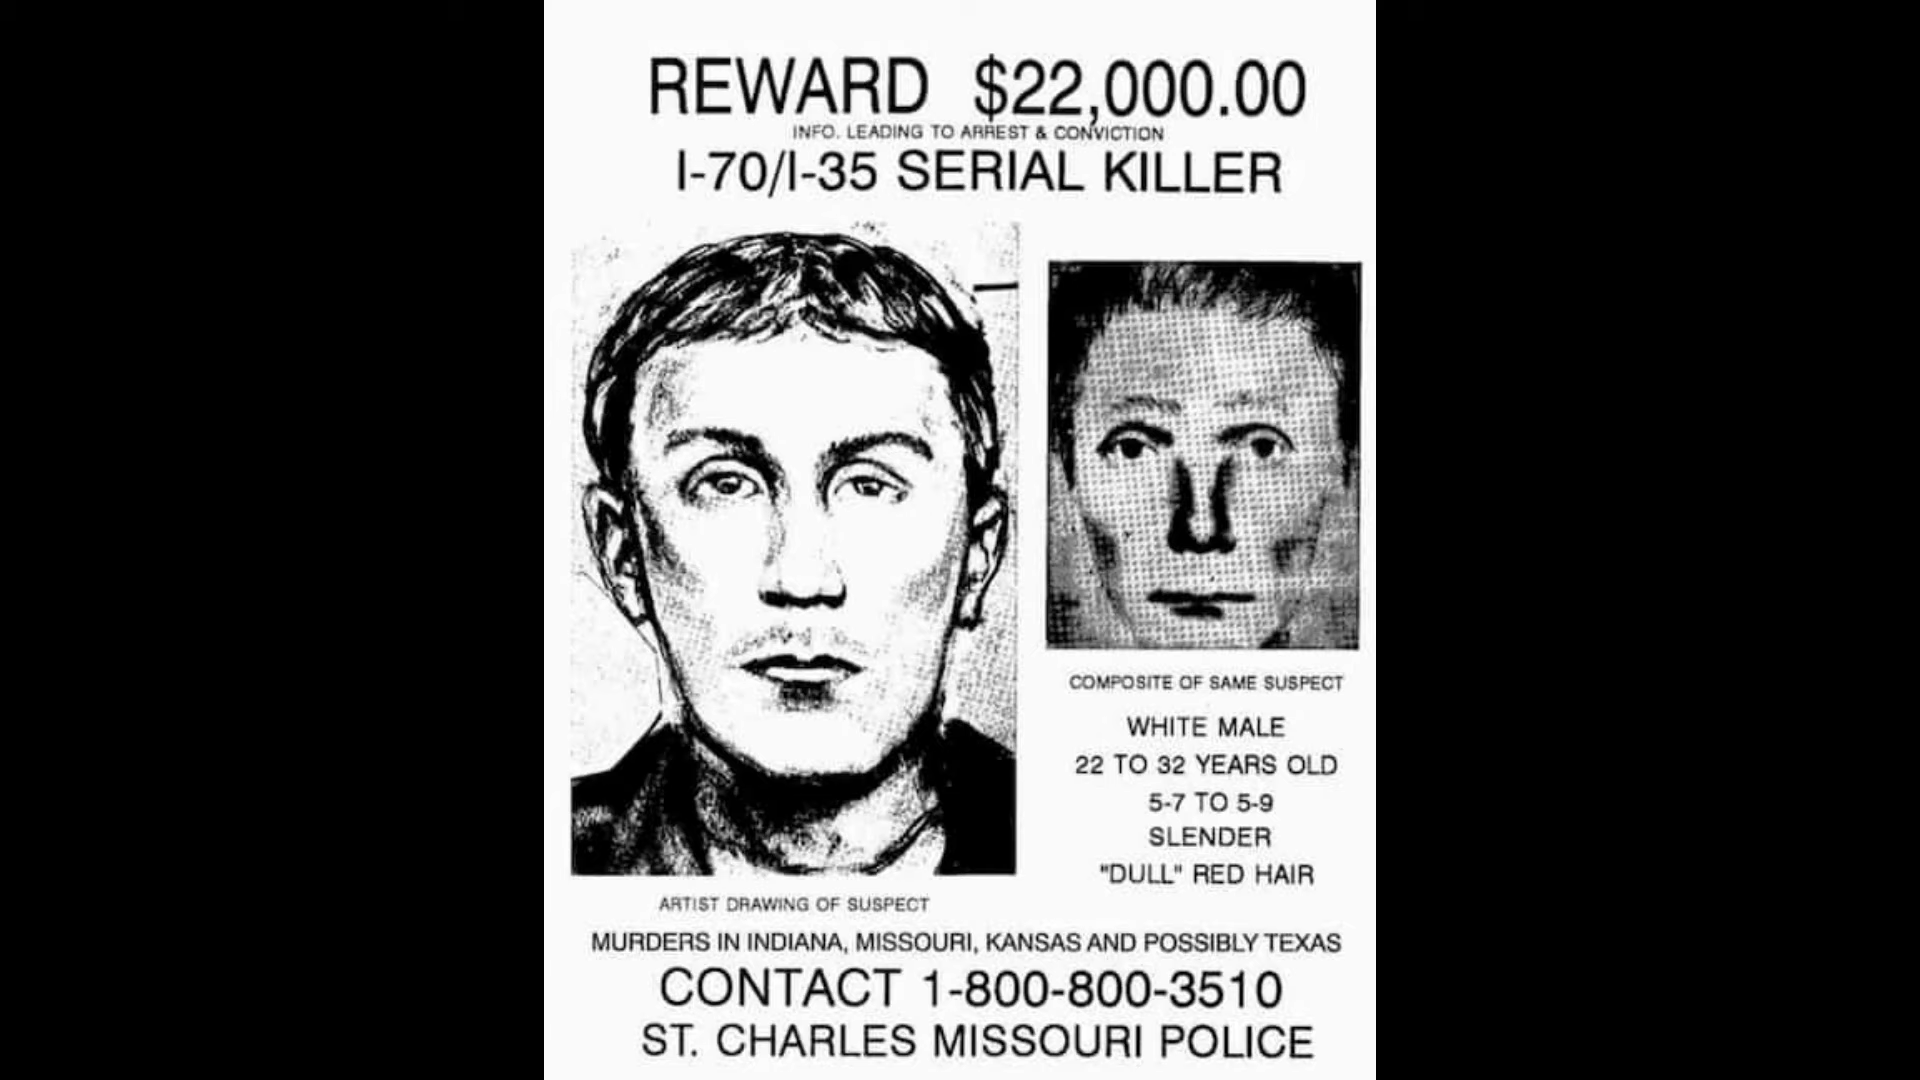 REWARD $22,000.00
INFO. LEADING TO ARREST & CONVICTION
I-70/I-35 SERIAL KILLER
COMPOSITE OF SAME SUSPECT
WHITE MALE
22 TO 32 YEARS OLD
5-7 TO 5-9
SLENDER
"DULL" RED HAIR
ARTIST DRAWING OF SUSPECT
MURDERS IN INDIANA, MISSOURI, KANSAS AND POSSIBLY TEXAS
CONTACT 1-800-800-3510
ST. CHARLES MISSOURI POLICE